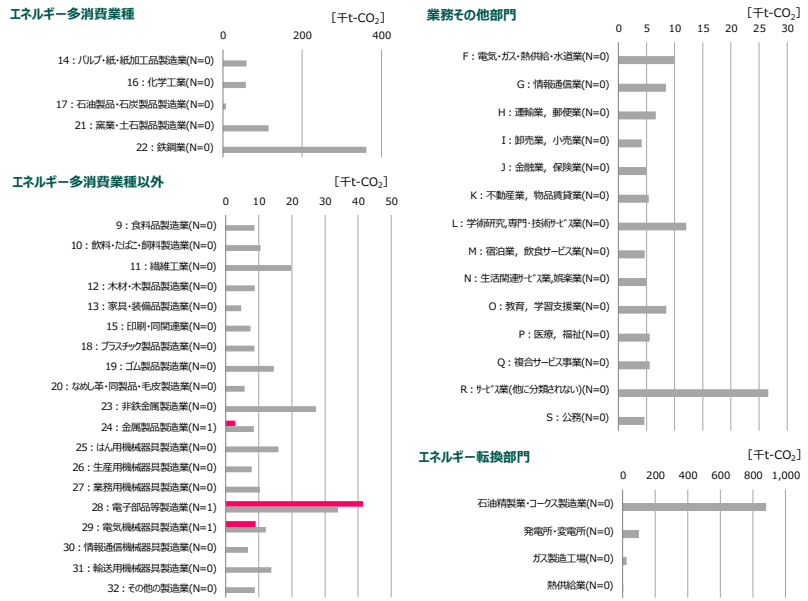 エネルギー多消費業種
[千t-CO2]
0 200 400
14：パルプ・紙・紙加工品製造業(N=0)
16：化学工業(N=0)
17：石油製品・石炭製品製造業(N=0)
21：窯業・土石製品製造業(N=0)
22：鉄鋼業(N=0)
エネルギー多消費業種以外
[千t-CO2]
0 10 20 30 40 50
9：食料品製造業(N=0)
10：飲料・たばこ・飼料製造業(N=0)
11：繊維工業(N=0)
12：木材・木製品製造業(N=0)
13：家具・装備品製造業(N=0)
15：印刷・同関連業(N=0)
18：プラスチック製品製造業(N=0)
19：ゴム製品製造業(N=0)
20：なめし革・同製品・毛皮製造業(N=0)
23：非鉄金属製造業(N=0)
24：金属製品製造業(N=1)
25：はん用機械器具製造業(N=0)
26：生産用機械器具製造業(N=0)
27：業務用機械器具製造業(N=0)
28：電子部品等製造業(N=1)
29：電気機械器具製造業(N=1)
30：情報通信機械器具製造業(N=0)
31：輸送用機械器具製造業(N=0)
32：その他の製造業(N=0)
業務その他部門
[千t-CO2]
0 5 10 15 20 25 30
F：電気・ガス・熱供給・水道業(N=0)
G：情報通信業(N=0)
H：運輸業，郵便業(N=0)
I：卸売業，小売業(N=0)
J：金融業，保険業(N=0)
K：不動産業，物品賃貸業(N=0)
L：学術研究,専門・技術ｻｰﾋﾞｽ業(N=0)
M：宿泊業，飲食サービス業(N=0)
N：生活関連ｻｰﾋﾞｽ業,娯楽業(N=0)
O：教育，学習支援業(N=0)
P：医療，福祉(N=0)
Q：複合サービス事業(N=0)
R：ｻｰﾋﾞｽ業(他に分類されない)(N=0)
S：公務(N=0)
エネルギー転換部門
[千t-CO2]
0 200 400 600 800 1,000
石油精製業・コークス製造業(N=0)
発電所・変電所(N=0)
ガス製造工場(N=0)
熱供給業(N=0)